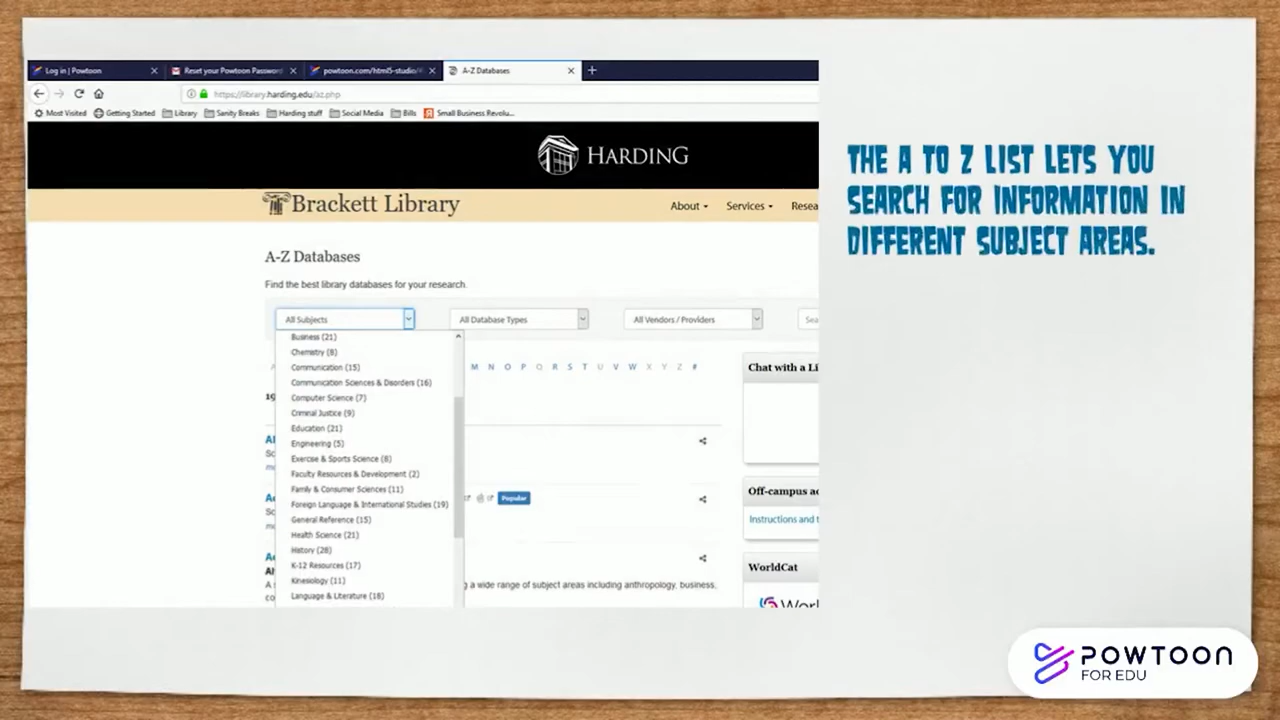 Log in | Powtoon
Reset your Powtoon Password
powtoon.com/html5-studio/
A-Z Databases
https://library.harding.edu/az.php
Most Visited Getting Started Library Sanity Breaks Harding stuff Social Media Bills Small Business Revolu...
HARDING
Brackett Library
About Services Resea
A-Z Databases
Find the best library databases for your research.
All Subjects All Database Types All Vendors / Providers Sea
Business (21)
Chemistry (8)
Communication (15)
Communication Sciences & Disorders (16)
Computer Science (7)
Criminal Justice (9)
Education (21)
Engineering (5)
Exercise & Sports Science (8)
Faculty Resources & Development (2)
Family & Consumer Sciences (11)
Foreign Language & International Studies (19)
General Reference (15)
Health Science (21)
History (28)
K-12 Resources (17)
Kinesiology (11)
Language & Literature (18)
M N O P Q R S T U V W X Y Z #
Popular
g a wide range of subject areas including anthropology, business,
Chat with a Li
Off-campus ac
Instructions and t
WorldCat
Worl
THE A TO Z LIST LETS YOU
SEARCH FOR INFORMATION IN
DIFFERENT SUBJECT AREAS.
POWTOON
FOR EDU